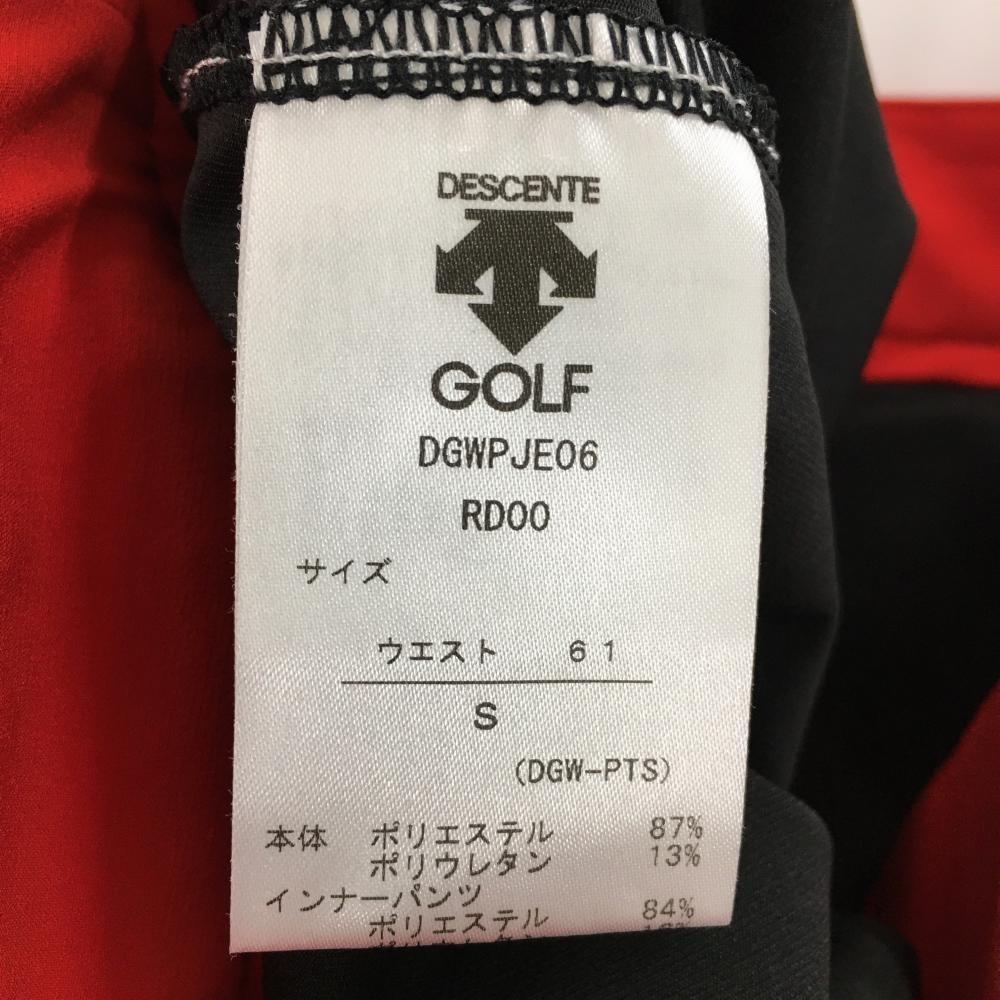 DESCENTE
GOLF
DGWPJE06
RD00
サイズ
ウエスト 61
S
(DGW-PTS)
本体 ポリエステル 87%
ポリウレタン 13%
インナーパンツ
ポリエステル 84%